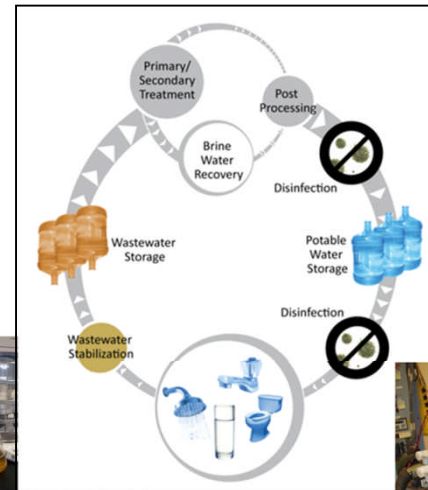 Primary/
Secondary
Treatment
Post
Processing
Brine
Water
Recovery
Disinfection
Wastewater
Storage
Potable
Water
Storage
Disinfection
Wastewater
Stabilization